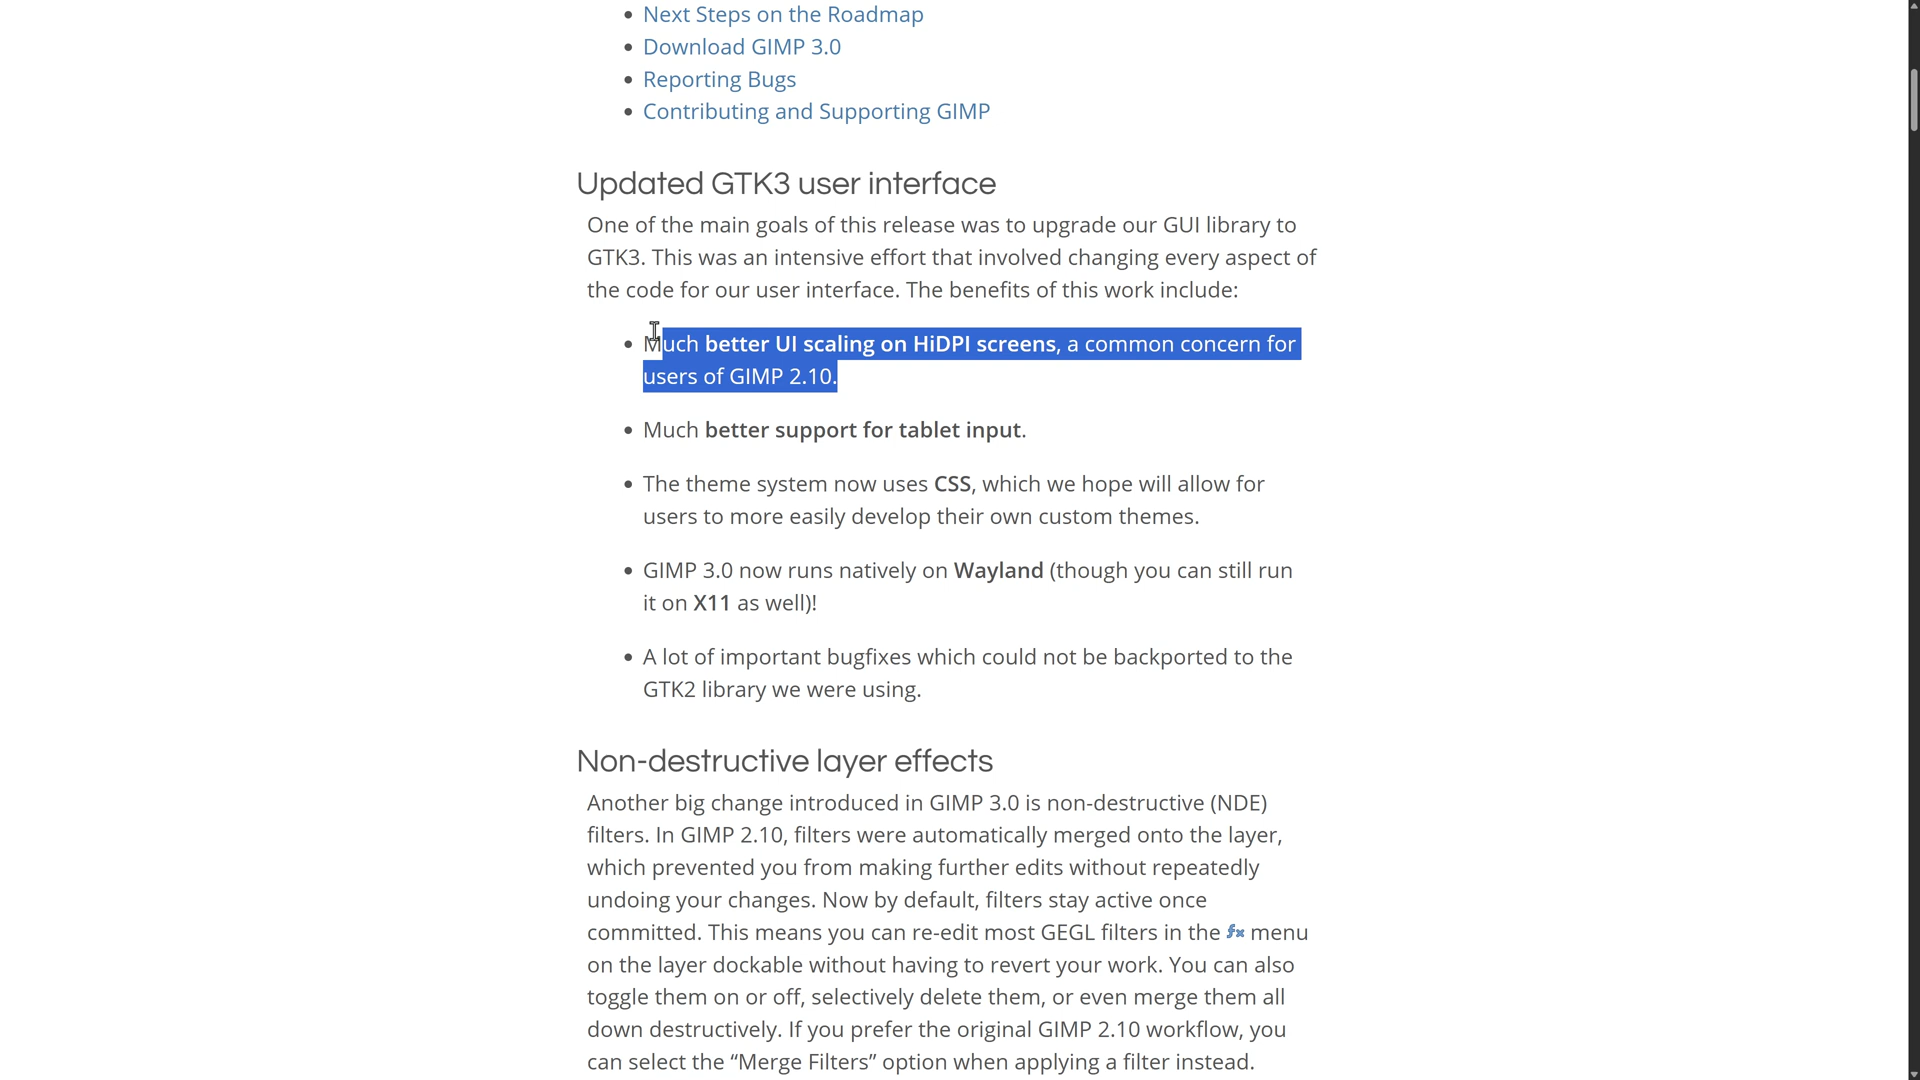 Next Steps on the Roadmap
Download GIMP 3.0
Reporting Bugs
Contributing and Supporting GIMP
Updated GTK3 user interface
One of the main goals of this release was to upgrade our GUI library to
GTK3. This was an intensive effort that involved changing every aspect of
the code for our user interface. The benefits of this work include:
Much better UI scaling on HiDPI screens, a common concern for
users of GIMP 2.10.
Much better support for tablet input.
The theme system now uses CSS, which we hope will allow for
users to more easily develop their own custom themes.
GIMP 3.0 now runs natively on Wayland (though you can still run
it on X11 as well)!
A lot of important bugfixes which could not be backported to the
GTK2 library we were using.
Non-destructive layer effects
Another big change introduced in GIMP 3.0 is non-destructive (NDE)
filters. In GIMP 2.10, filters were automatically merged onto the layer,
which prevented you from making further edits without repeatedly
undoing your changes. Now by default, filters stay active once
committed. This means you can re-edit most GEGL filters in the fx menu
on the layer dockable without having to revert your work. You can also
toggle them on or off, selectively delete them, or even merge them all
down destructively. If you prefer the original GIMP 2.10 workflow, you
can select the “Merge Filters” option when applying a filter instead.